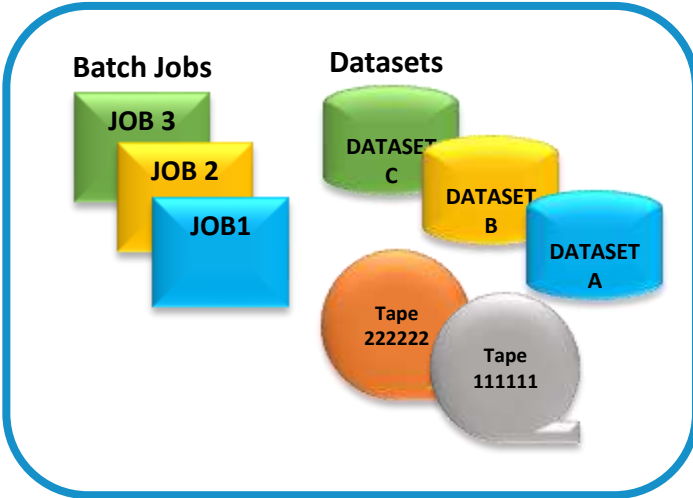 Batch Jobs
JOB 3
JOB 2
JOB1
Datasets
DATASET
C
DATASET
B
DATASET
A
Tape
222222
Tape
111111